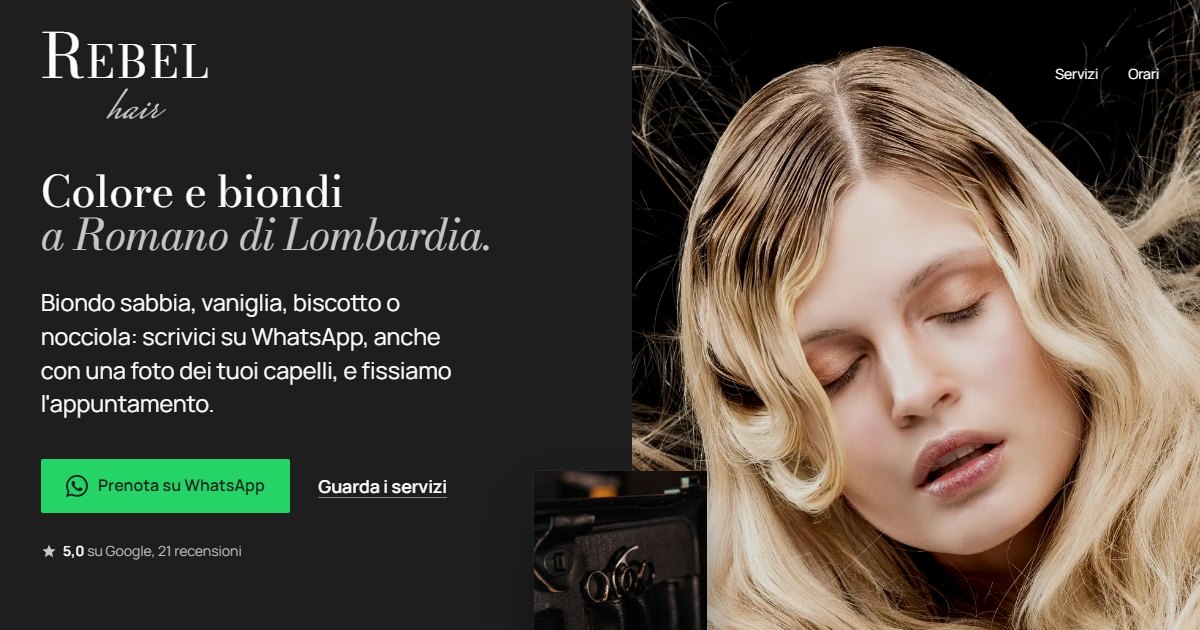 REBEL
hair
Servizi Orari
Colore e biondi
a Romano di Lombardia.
Biondo sabbia, vaniglia, biscotto o
nocciola: scrivici su WhatsApp, anche
con una foto dei tuoi capelli, e fissiamo
l'appuntamento.
Prenota su WhatsApp
Guarda i servizi
5,0 su Google, 21 recensioni